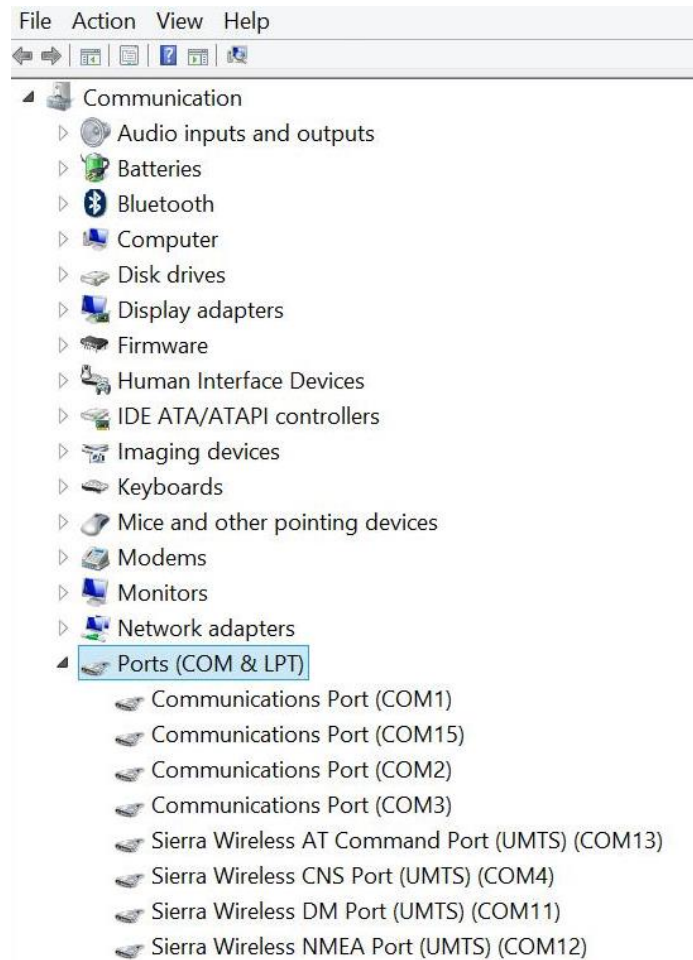 File Action View Help
Communication
Audio inputs and outputs
Batteries
Bluetooth
Computer
Disk drives
Display adapters
Firmware
Human Interface Devices
IDE ATA/ATAPI controllers
Imaging devices
Keyboards
Mice and other pointing devices
Modems
Monitors
Network adapters
Ports (COM & LPT)
Communications Port (COM1)
Communications Port (COM15)
Communications Port (COM2)
Communications Port (COM3)
Sierra Wireless AT Command Port (UMTS) (COM13)
Sierra Wireless CNS Port (UMTS) (COM4)
Sierra Wireless DM Port (UMTS) (COM11)
Sierra Wireless NMEA Port (UMTS) (COM12)